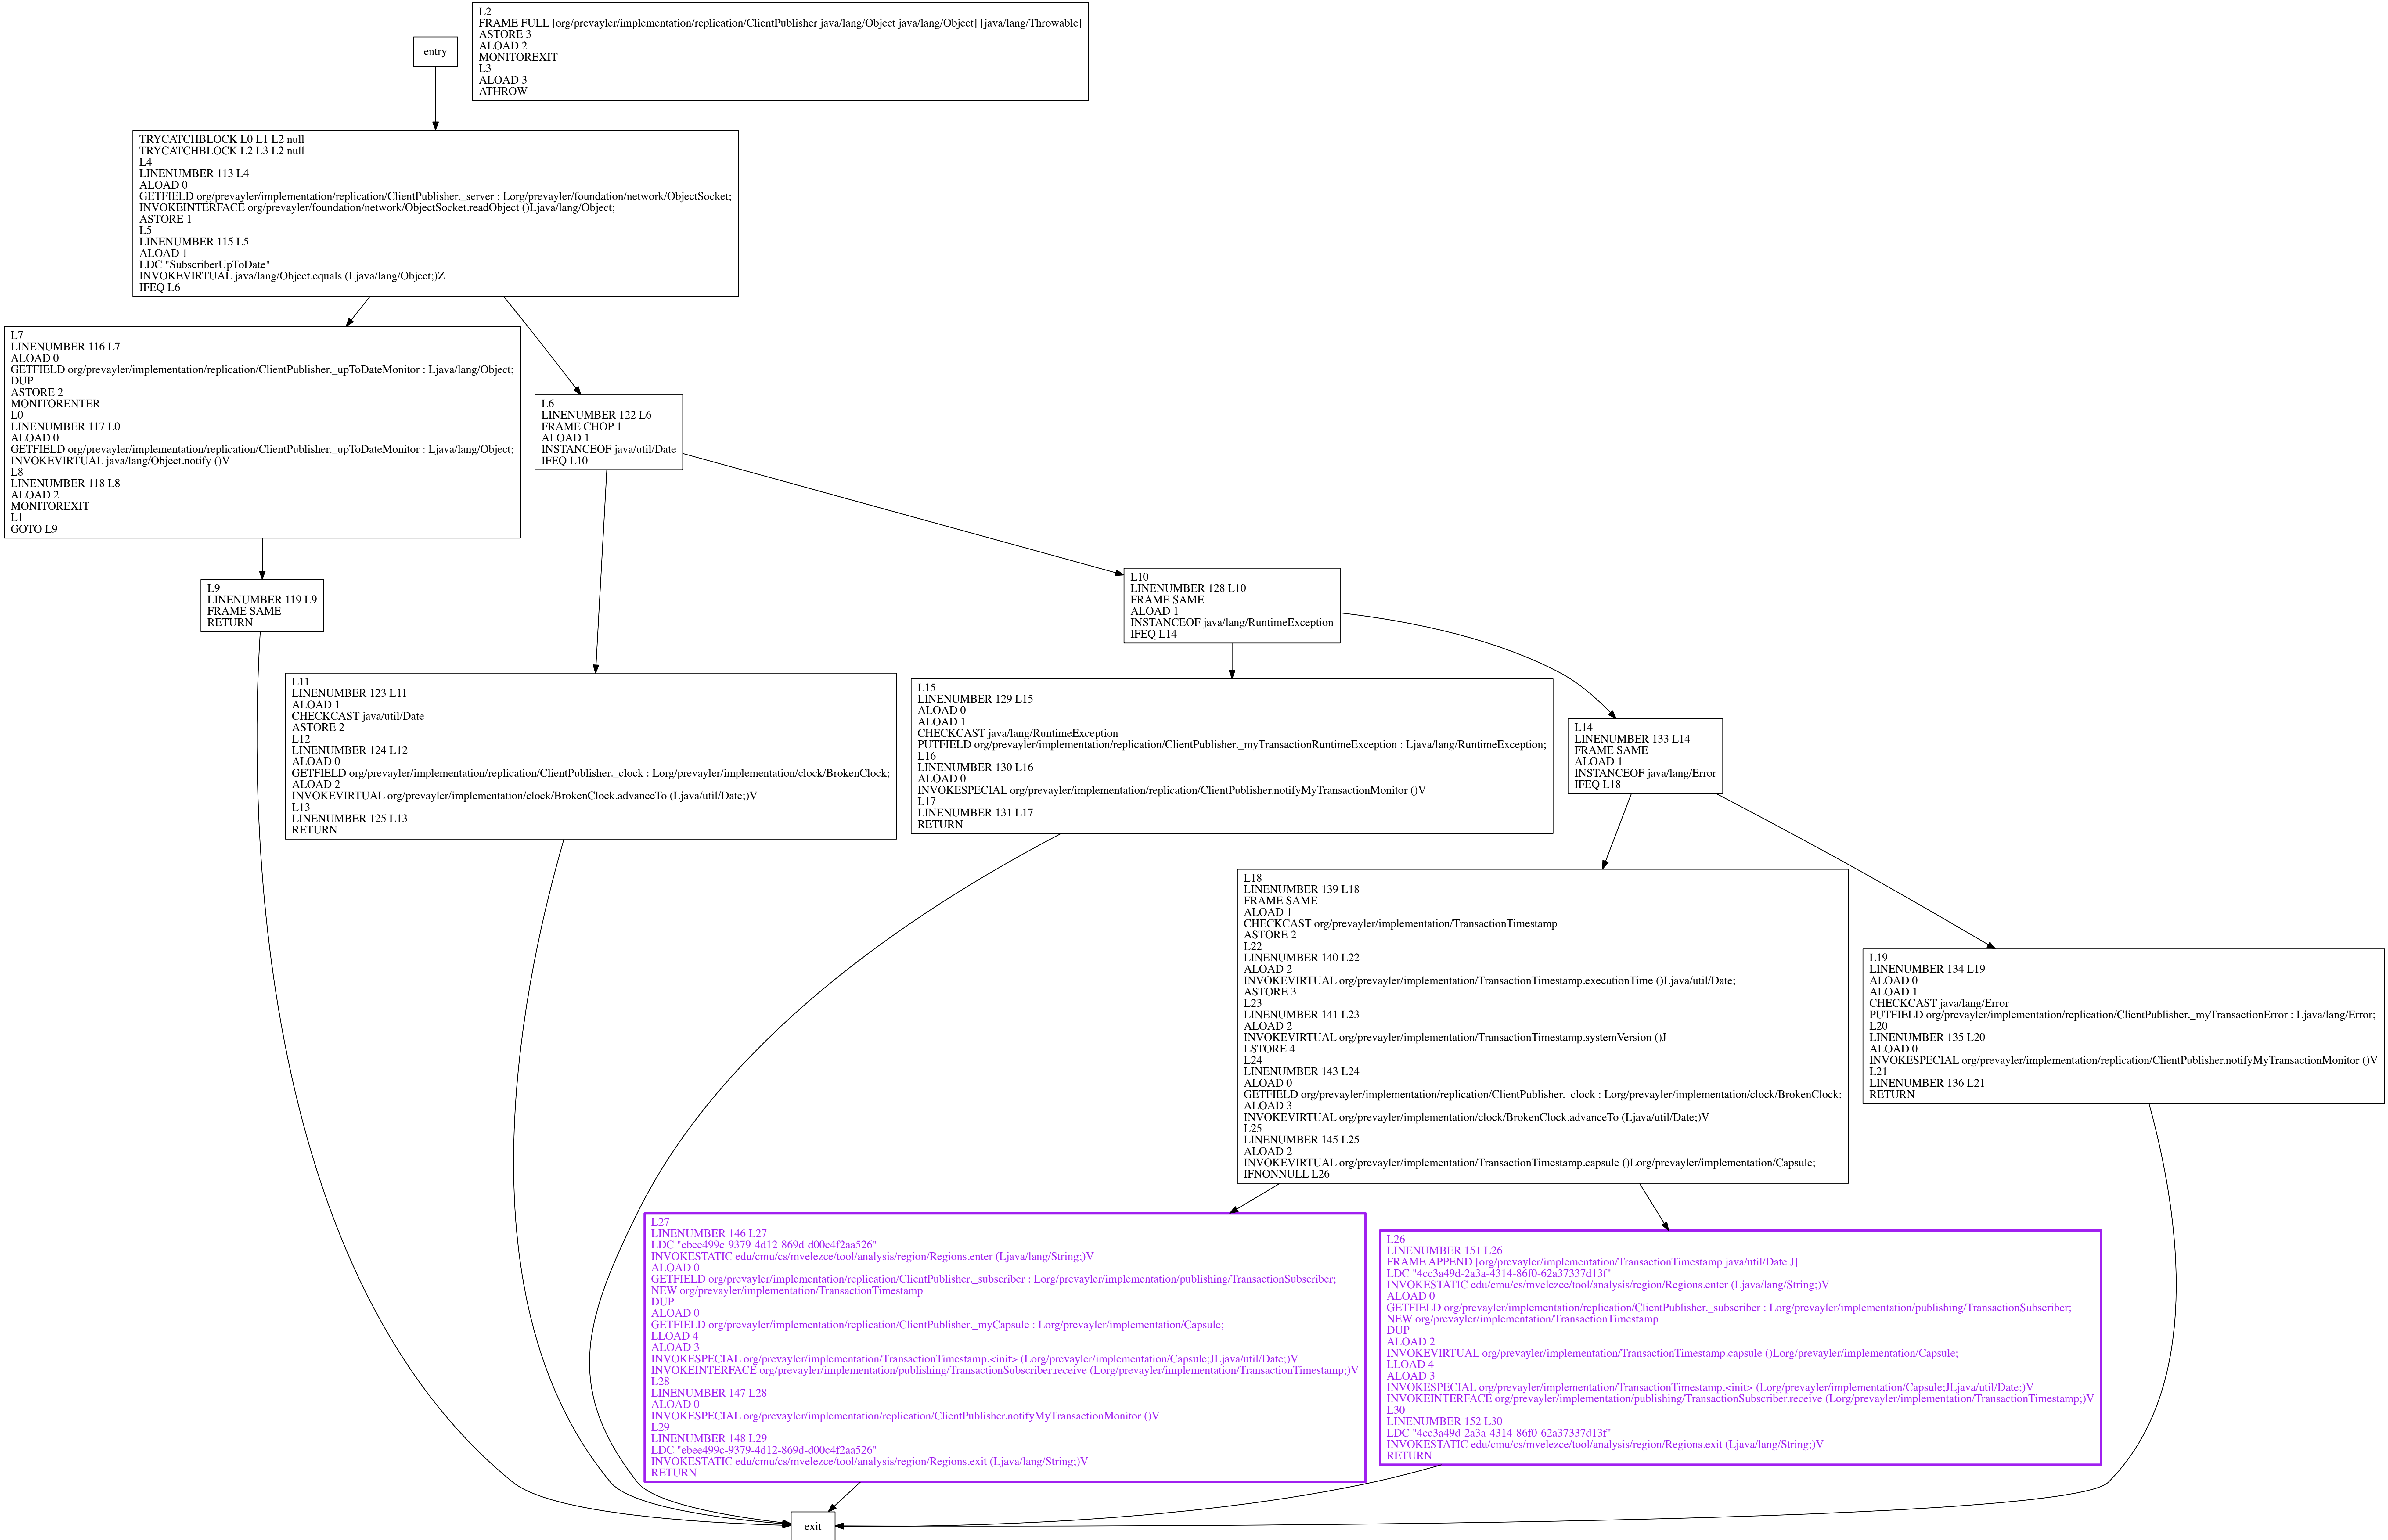 L2
FRAME FULL [org/prevayler/implementation/replication/ClientPublisher java/lang/Object java/lang/Object] [java/lang/Throwable]
ASTORE 3
ALOAD 2
MONITOREXIT
L3
ALOAD 3
ATHROW
entry
TRYCATCHBLOCK L0 L1 L2 null
TRYCATCHBLOCK L2 L3 L2 null
L4
LINENUMBER 113 L4
ALOAD 0
GETFIELD org/prevayler/implementation/replication/ClientPublisher._server : Lorg/prevayler/foundation/network/ObjectSocket;
INVOKEINTERFACE org/prevayler/foundation/network/ObjectSocket.readObject ()Ljava/lang/Object;
ASTORE 1
L5
LINENUMBER 115 L5
ALOAD 1
LDC "SubscriberUpToDate"
INVOKEVIRTUAL java/lang/Object.equals (Ljava/lang/Object;)Z
IFEQ L6
L7
LINENUMBER 116 L7
ALOAD 0
GETFIELD org/prevayler/implementation/replication/ClientPublisher._upToDateMonitor : Ljava/lang/Object;
DUP
ASTORE 2
MONITORENTER
L0
LINENUMBER 117 L0
ALOAD 0
GETFIELD org/prevayler/implementation/replication/ClientPublisher._upToDateMonitor : Ljava/lang/Object;
INVOKEVIRTUAL java/lang/Object.notify ()V
L8
LINENUMBER 118 L8
ALOAD 2
MONITOREXIT
L1
GOTO L9
L6
LINENUMBER 122 L6
FRAME CHOP 1
ALOAD 1
INSTANCEOF java/util/Date
IFEQ L10
L9
LINENUMBER 119 L9
FRAME SAME
RETURN
L10
LINENUMBER 128 L10
FRAME SAME
ALOAD 1
INSTANCEOF java/lang/RuntimeException
IFEQ L14
L11
LINENUMBER 123 L11
ALOAD 1
CHECKCAST java/util/Date
ASTORE 2
L12
LINENUMBER 124 L12
ALOAD 0
GETFIELD org/prevayler/implementation/replication/ClientPublisher._clock : Lorg/prevayler/implementation/clock/BrokenClock;
ALOAD 2
INVOKEVIRTUAL org/prevayler/implementation/clock/BrokenClock.advanceTo (Ljava/util/Date;)V
L13
LINENUMBER 125 L13
RETURN
L15
LINENUMBER 129 L15
ALOAD 0
ALOAD 1
CHECKCAST java/lang/RuntimeException
PUTFIELD org/prevayler/implementation/replication/ClientPublisher._myTransactionRuntimeException : Ljava/lang/RuntimeException;
L16
LINENUMBER 130 L16
ALOAD 0
INVOKESPECIAL org/prevayler/implementation/replication/ClientPublisher.notifyMyTransactionMonitor ()V
L17
LINENUMBER 131 L17
RETURN
L14
LINENUMBER 133 L14
FRAME SAME
ALOAD 1
INSTANCEOF java/lang/Error
IFEQ L18
L18
LINENUMBER 139 L18
FRAME SAME
ALOAD 1
CHECKCAST org/prevayler/implementation/TransactionTimestamp
ASTORE 2
L22
LINENUMBER 140 L22
ALOAD 2
INVOKEVIRTUAL org/prevayler/implementation/TransactionTimestamp.executionTime ()Ljava/util/Date;
ASTORE 3
L23
LINENUMBER 141 L23
ALOAD 2
INVOKEVIRTUAL org/prevayler/implementation/TransactionTimestamp.systemVersion ()J
LSTORE 4
L24
LINENUMBER 143 L24
ALOAD 0
GETFIELD org/prevayler/implementation/replication/ClientPublisher._clock : Lorg/prevayler/implementation/clock/BrokenClock;
ALOAD 3
INVOKEVIRTUAL org/prevayler/implementation/clock/BrokenClock.advanceTo (Ljava/util/Date;)V
L25
LINENUMBER 145 L25
ALOAD 2
INVOKEVIRTUAL org/prevayler/implementation/TransactionTimestamp.capsule ()Lorg/prevayler/implementation/Capsule;
IFNONNULL L26
L19
LINENUMBER 134 L19
ALOAD 0
ALOAD 1
CHECKCAST java/lang/Error
PUTFIELD org/prevayler/implementation/replication/ClientPublisher._myTransactionError : Ljava/lang/Error;
L20
LINENUMBER 135 L20
ALOAD 0
INVOKESPECIAL org/prevayler/implementation/replication/ClientPublisher.notifyMyTransactionMonitor ()V
L21
LINENUMBER 136 L21
RETURN
L27
LINENUMBER 146 L27
LDC "ebee499c-9379-4d12-869d-d00c4f2aa526"
INVOKESTATIC edu/cmu/cs/mvelezce/tool/analysis/region/Regions.enter (Ljava/lang/String;)V
ALOAD 0
GETFIELD org/prevayler/implementation/replication/ClientPublisher._subscriber : Lorg/prevayler/implementation/publishing/TransactionSubscriber;
NEW org/prevayler/implementation/TransactionTimestamp
DUP
ALOAD 0
GETFIELD org/prevayler/implementation/replication/ClientPublisher._myCapsule : Lorg/prevayler/implementation/Capsule;
LLOAD 4
ALOAD 3
INVOKESPECIAL org/prevayler/implementation/TransactionTimestamp.<init> (Lorg/prevayler/implementation/Capsule;JLjava/util/Date;)V
INVOKEINTERFACE org/prevayler/implementation/publishing/TransactionSubscriber.receive (Lorg/prevayler/implementation/TransactionTimestamp;)V
L28
LINENUMBER 147 L28
ALOAD 0
INVOKESPECIAL org/prevayler/implementation/replication/ClientPublisher.notifyMyTransactionMonitor ()V
L29
LINENUMBER 148 L29
LDC "ebee499c-9379-4d12-869d-d00c4f2aa526"
INVOKESTATIC edu/cmu/cs/mvelezce/tool/analysis/region/Regions.exit (Ljava/lang/String;)V
RETURN
L26
LINENUMBER 151 L26
FRAME APPEND [org/prevayler/implementation/TransactionTimestamp java/util/Date J]
LDC "4cc3a49d-2a3a-4314-86f0-62a37337d13f"
INVOKESTATIC edu/cmu/cs/mvelezce/tool/analysis/region/Regions.enter (Ljava/lang/String;)V
ALOAD 0
GETFIELD org/prevayler/implementation/replication/ClientPublisher._subscriber : Lorg/prevayler/implementation/publishing/TransactionSubscriber;
NEW org/prevayler/implementation/TransactionTimestamp
DUP
ALOAD 2
INVOKEVIRTUAL org/prevayler/implementation/TransactionTimestamp.capsule ()Lorg/prevayler/implementation/Capsule;
LLOAD 4
ALOAD 3
INVOKESPECIAL org/prevayler/implementation/TransactionTimestamp.<init> (Lorg/prevayler/implementation/Capsule;JLjava/util/Date;)V
INVOKEINTERFACE org/prevayler/implementation/publishing/TransactionSubscriber.receive (Lorg/prevayler/implementation/TransactionTimestamp;)V
L30
LINENUMBER 152 L30
LDC "4cc3a49d-2a3a-4314-86f0-62a37337d13f"
INVOKESTATIC edu/cmu/cs/mvelezce/tool/analysis/region/Regions.exit (Ljava/lang/String;)V
RETURN
exit